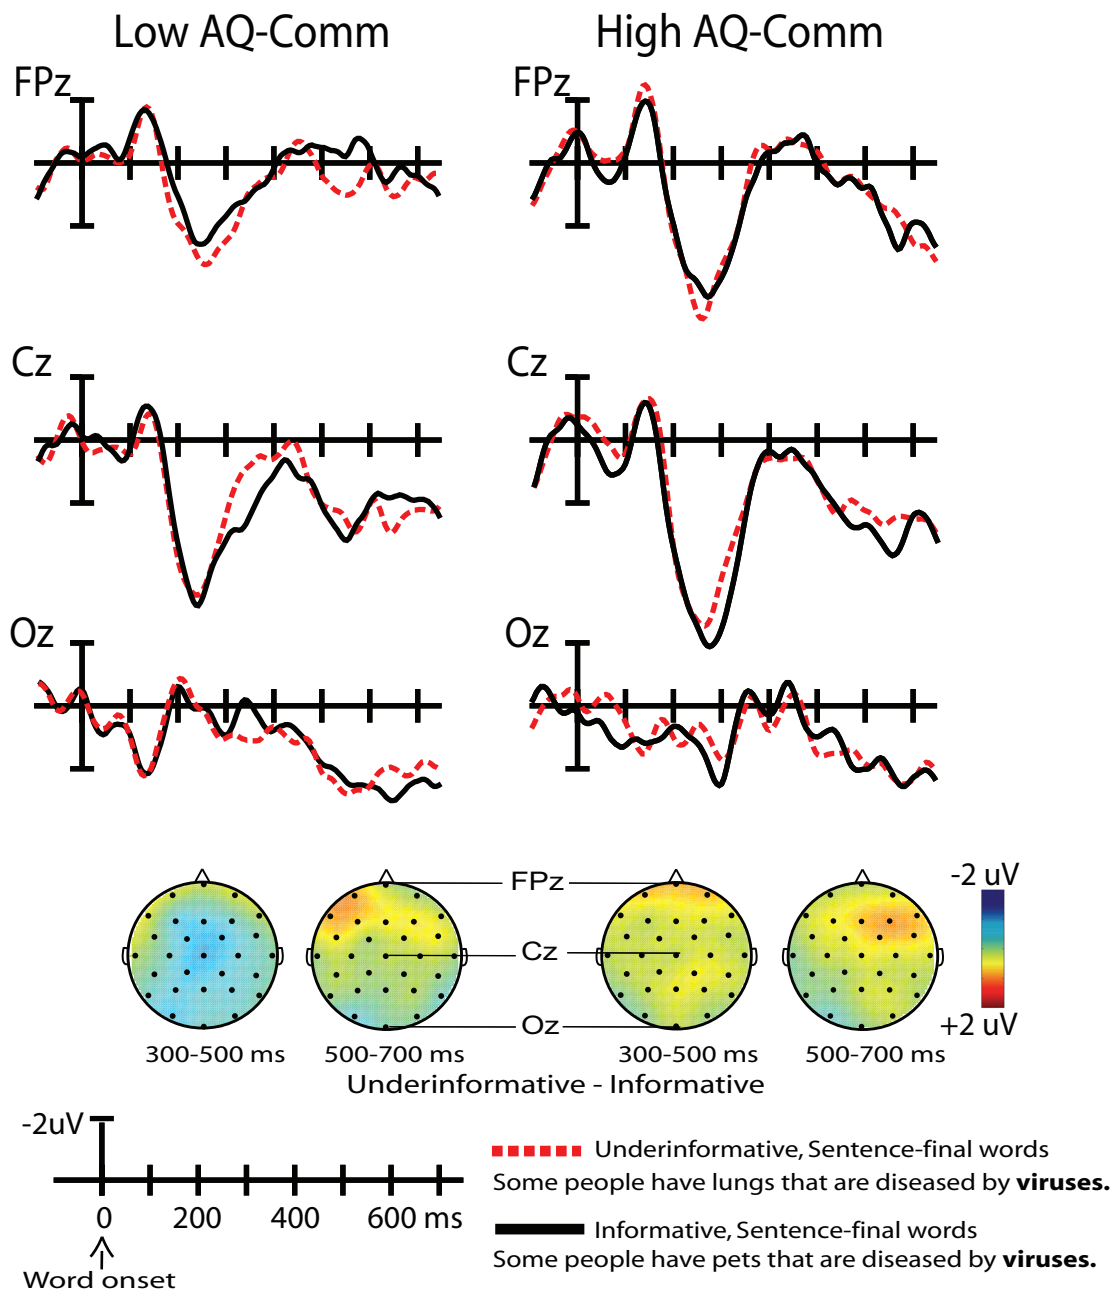 Low AQ-Comm
High AQ-Comm
FPz
FPz
Cz
Cz
Oz
Oz
FPz
Cz
Oz
-2 uV
+2 uV
300-500 ms
500-700 ms
300-500 ms
500-700 ms
Underinformative - Informative
-2uV
0
200
400
600 ms
Word onset
Underinformative, Sentence-final words
Some people have lungs that are diseased by viruses.
Informative, Sentence-final words
Some people have pets that are diseased by viruses.